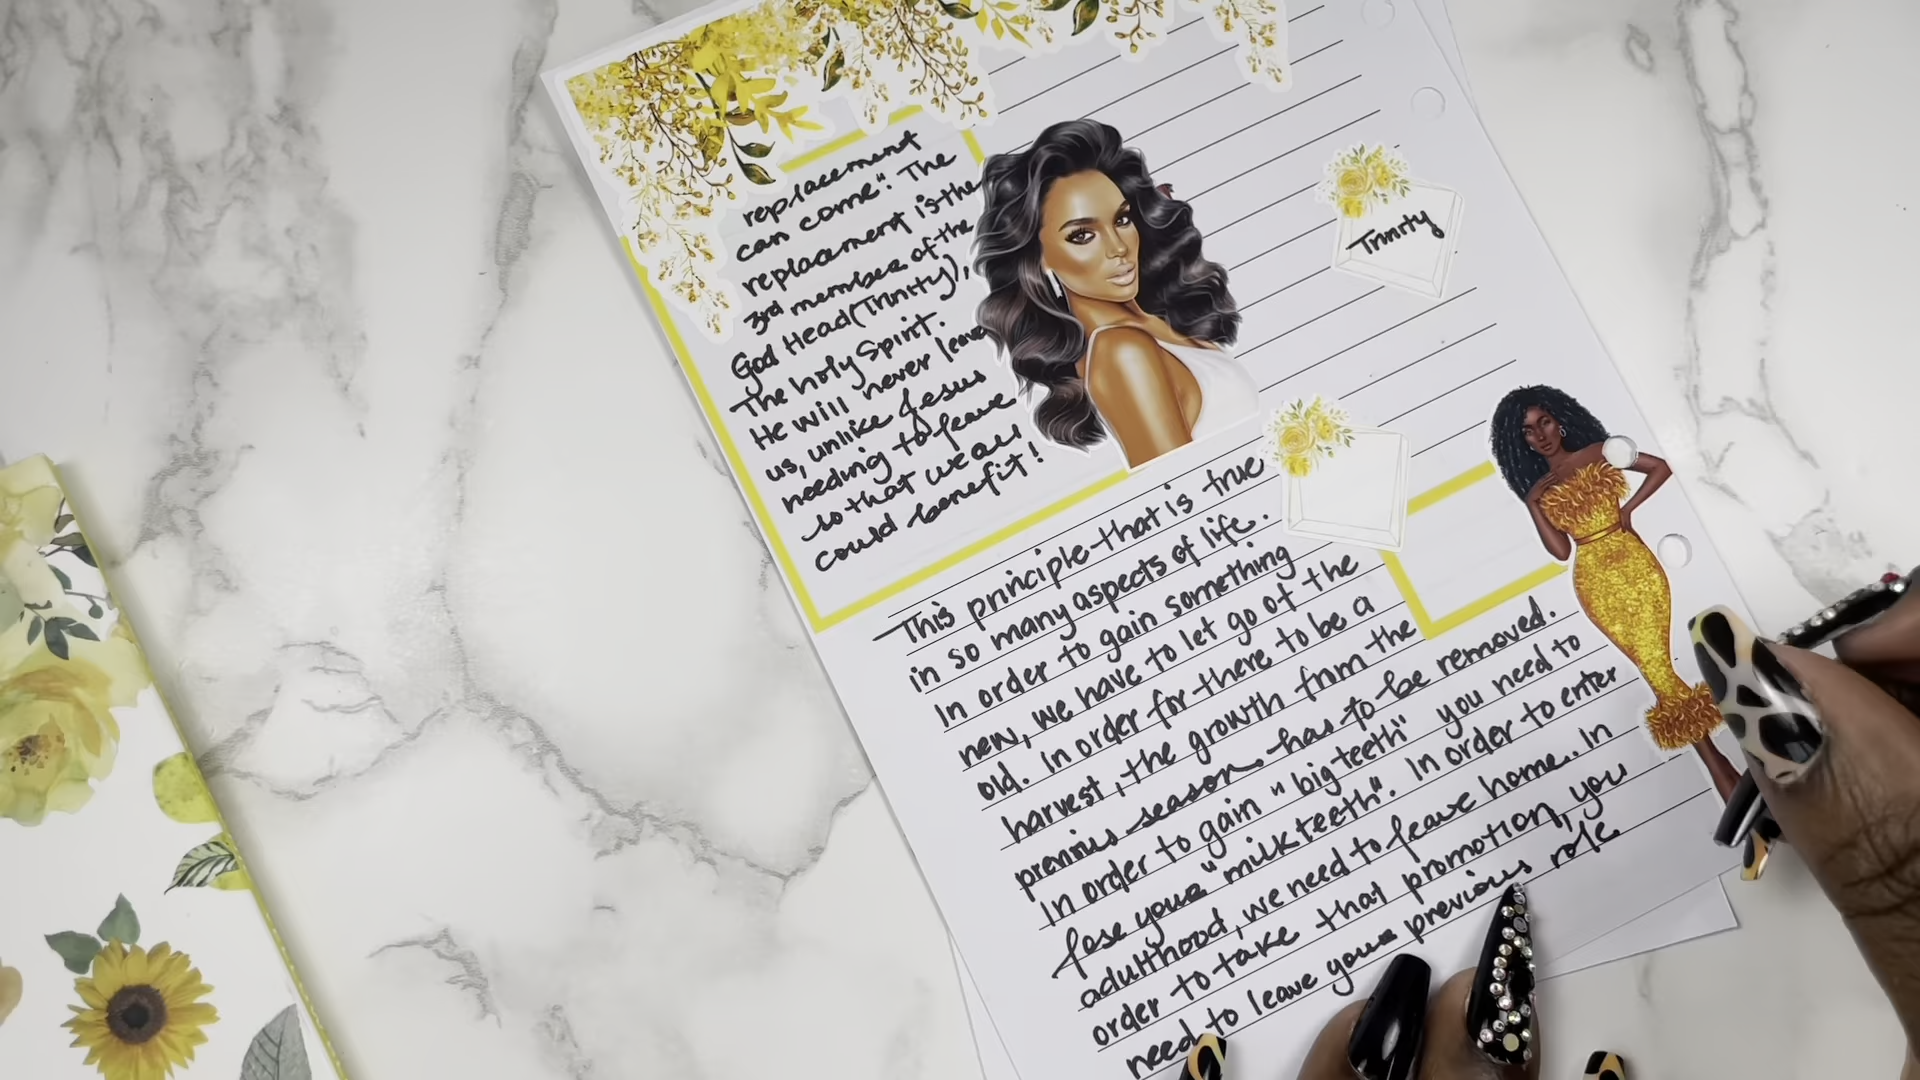 replacement
can come". The
replacement is the
3rd member of the
God Head (Trinity),
The holy Spirit.
He will never leave
us, unlike Jesus
needing to leave
so that we all
could benefit!
Trinity
This principle that is true
in so many aspects of life.
In order to gain something
new, we have to let go of the
old. In order for there to be a
harvest, the growth from the
previous season has to be removed.
In order to gain "big teeth" you need to
lose your "milk teeth". In order to enter
adulthood, we need to leave home.. In
order to take that promotion, you
need to leave your previous role